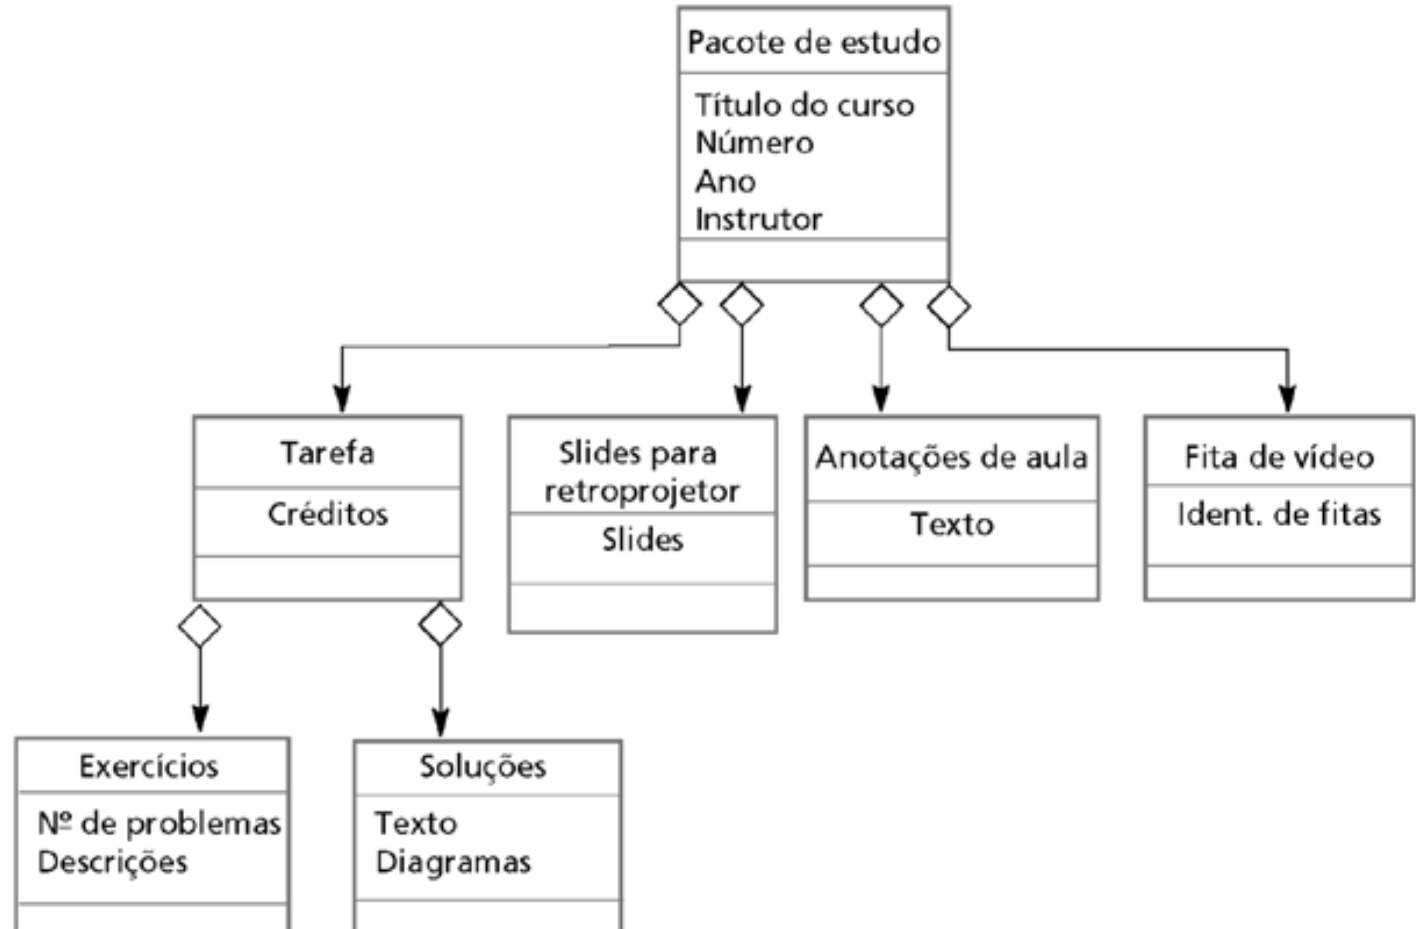 Pacote de estudo
Título do curso
Número
Ano
Instrutor
Tarefa
Créditos
Slides para
retroprojetor
Slides
Anotações de aula
Texto
Fita de vídeo
Ident. de fitas
Exercícios
Nº de problemas
Descrições
Soluções
Texto
Diagramas